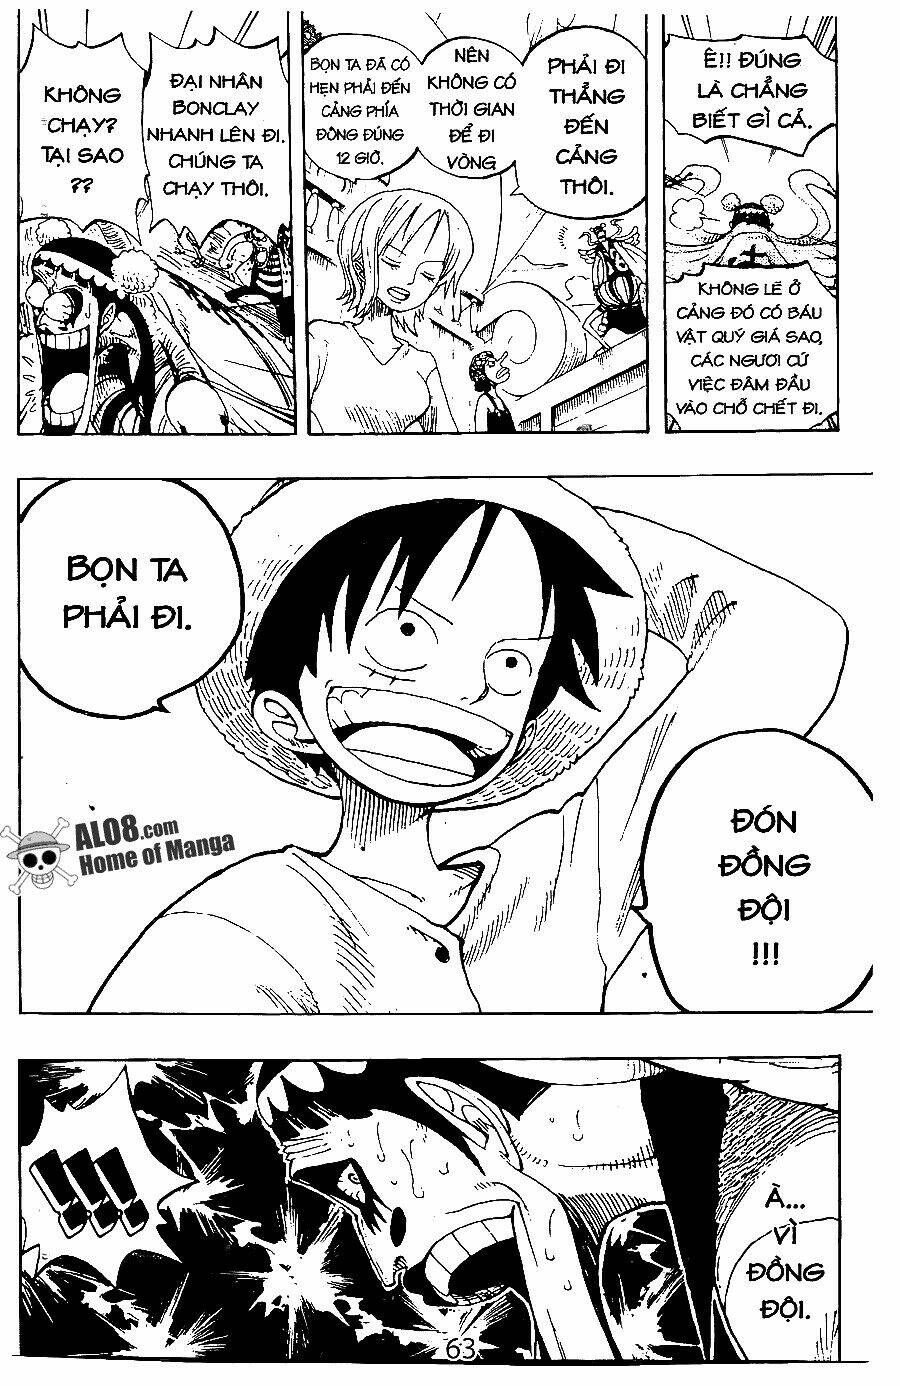 Ê!! ĐÚNG
LÀ CHẲNG
BIẾT GÌ CẢ.
KHÔNG LẼ Ở
CẢNG ĐÓ CÓ BÁU
VẬT QUÝ GIÁ SAO,
CÁC NGƯƠI CỨ
VIỆC ĐÂM ĐẦU
VÀO CHỖ CHẾT ĐI.
PHẢI ĐI
THẲNG
ĐẾN
CẢNG
THÔI.
NÊN
KHÔNG CÓ
THỜI GIAN
ĐỂ ĐI
VÒNG
BỌN TA ĐÃ CÓ
HẸN PHẢI ĐẾN
CẢNG PHÍA
ĐÔNG ĐÚNG
12 GIỜ.
ĐẠI NHÂN
BONCLAY
NHANH LÊN ĐI.
CHÚNG TA
CHẠY THÔI.
KHÔNG
CHẠY?
TẠI SAO
??
BỌN TA
PHẢI ĐI.
ĐÓN
ĐỒNG
ĐỘI
!!!
AL08.com
Home of Manga
À...
VÌ
ĐỒNG
ĐỘI.
!!!
63